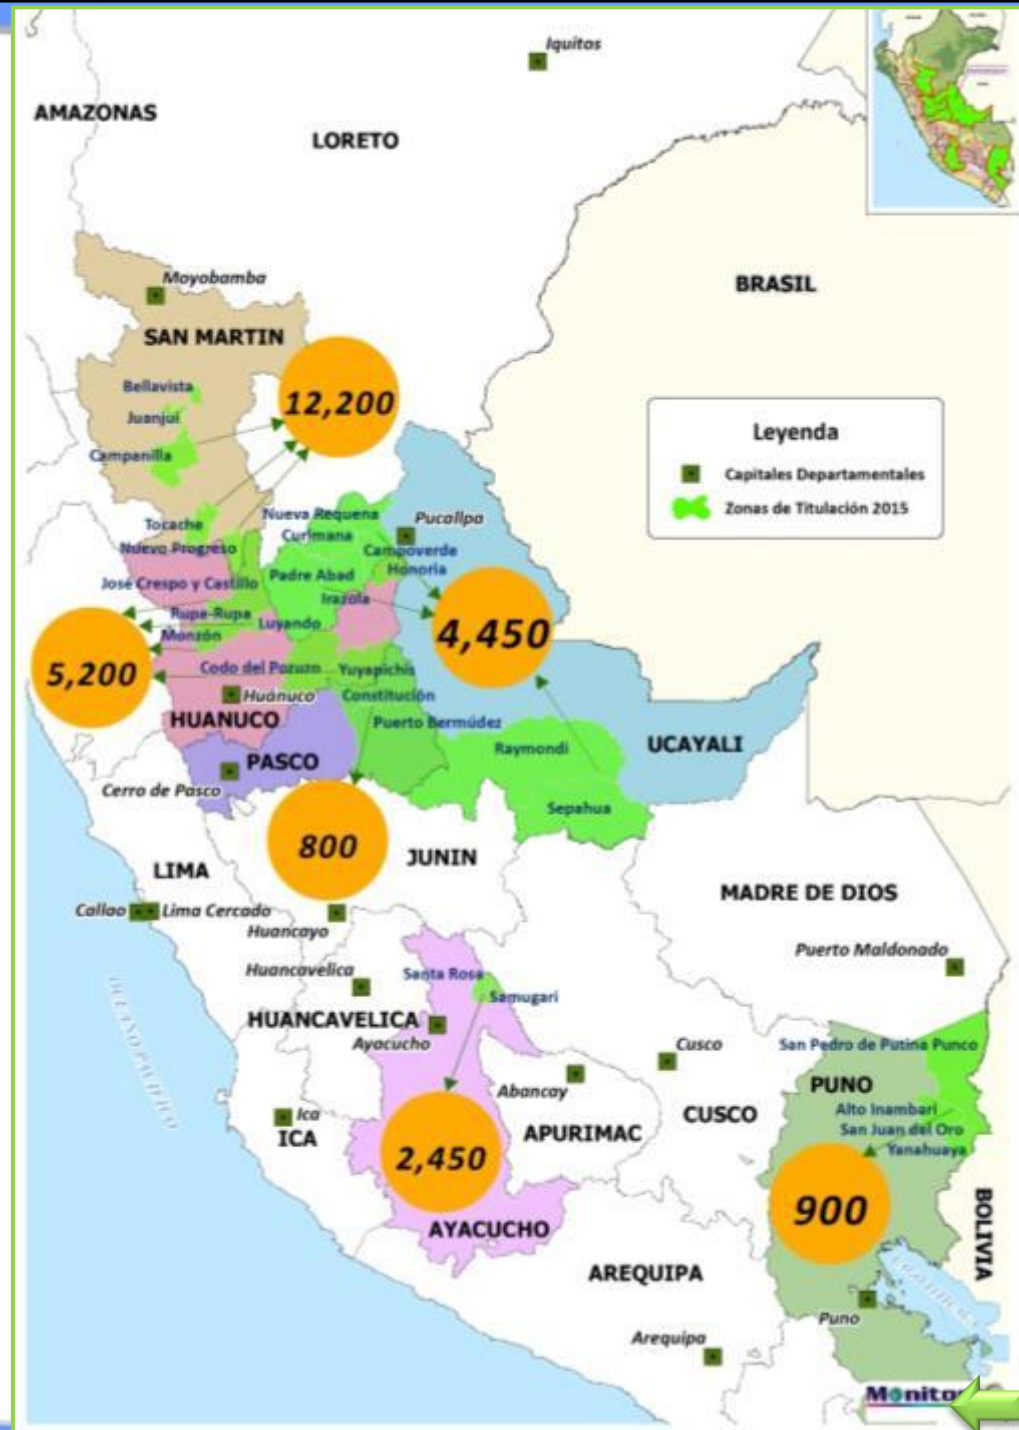 Iquitos
AMAZONAS
LORETO
BRASIL
Moyobamba
SAN MARTIN
Bellavista
Juanjui
Campanilla
12,200
Leyenda
Capitales Departamentales
Zonas de Titulación 2015
Tocache
Nuevo Progreso
Nueva Requena
Curimana
Pucallpa
Campoverde
Honoria
José Crespo y Castillo
Padre Abad
Irazola
Rupa-Rupa
Luyando
Monzón
4,450
5,200
Codo del Pozuzo
Yuyapichis
Huánuco
Constitución
HUANUCO
Puerto Bermúdez
Raymondi
UCAYALI
PASCO
Cerro de Pasco
Sepahua
800
JUNIN
LIMA
MADRE DE DIOS
Callao
Lima Cercado
Huancayo
Puerto Maldonado
Huancavelica
Santa Rosa
Samugari
HUANCAVELICA
Ayacucho
OCEANO PACIFICO
Cusco
San Pedro de Putina Punco
Abancay
PUNO
Ica
ICA
APURIMAC
CUSCO
Alto Inambari
San Juan del Oro
Yanahuaya
2,450
900
AYACUCHO
BOLIVIA
AREQUIPA
Puno
Arequipa